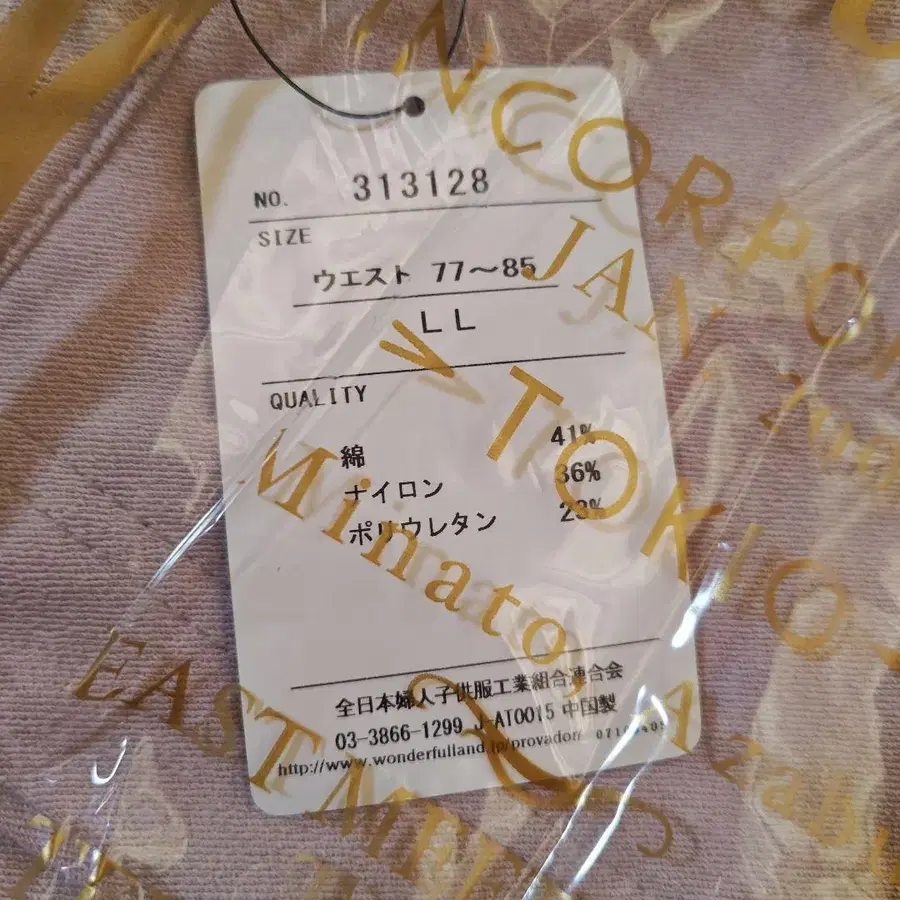 NO. 313128
SIZE
ウエスト 77～85
LL
QUALITY
綿 41%
ナイロン 36%
ポリウレタン 23%
全日本婦人子供服工業組合連合会
03-3866-1299 J-AT0015 中国製
http://www.wonderfulland.jp/provador/
NCORPO
JAN
V TOKIO
Minato,
EAST